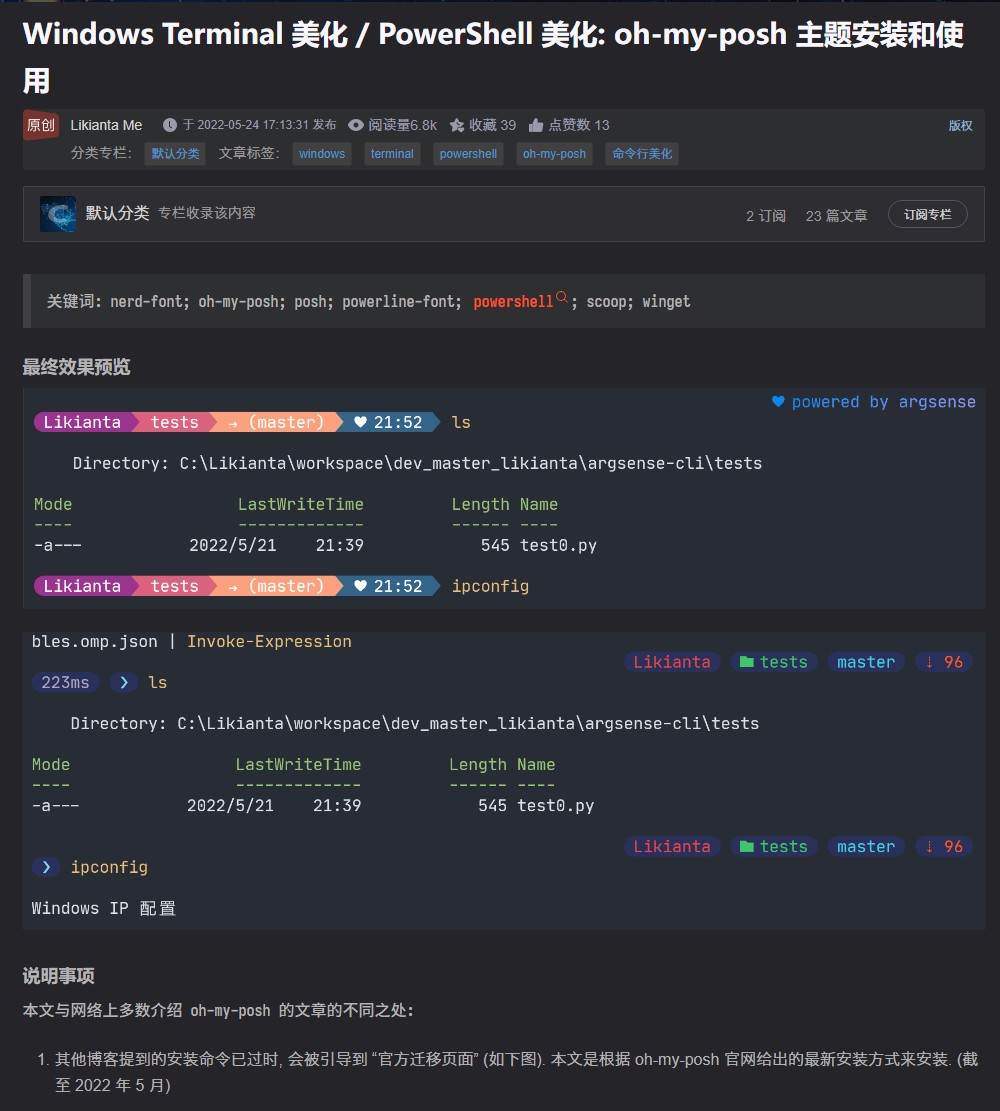 Windows Terminal 美化 / PowerShell 美化: oh-my-posh 主题安装和使
用
原创 Likianta Me 于 2022-05-24 17:13:31 发布 阅读量6.8k 收藏 39 点赞数 13 版权
分类专栏： 默认分类 文章标签： windows terminal powershell oh-my-posh 命令行美化
默认分类 专栏收录该内容 2 订阅 23 篇文章 订阅专栏
关键词: nerd-font; oh-my-posh; posh; powerline-font; powershell; scoop; winget
最终效果预览
♥ powered by argsense
Likianta tests → (master) ♥ 21:52 ls
Directory: C:\Likianta\workspace\dev_master_likianta\argsense-cli\tests
Mode LastWriteTime Length Name
---- ------------- ------ ----
-a--- 2022/5/21 21:39 545 test0.py
Likianta tests → (master) ♥ 21:52 ipconfig
bles.omp.json | Invoke-Expression
Likianta tests master ↓ 96
223ms ❯ ls
Directory: C:\Likianta\workspace\dev_master_likianta\argsense-cli\tests
Mode LastWriteTime Length Name
---- ------------- ------ ----
-a--- 2022/5/21 21:39 545 test0.py
Likianta tests master ↓ 96
❯ ipconfig
Windows IP 配置
说明事项
本文与网络上多数介绍 oh-my-posh 的文章的不同之处:
1. 其他博客提到的安装命令已过时, 会被引导到 “官方迁移页面” (如下图). 本文是根据 oh-my-posh 官网给出的最新安装方式来安装. (截
至 2022 年 5 月)